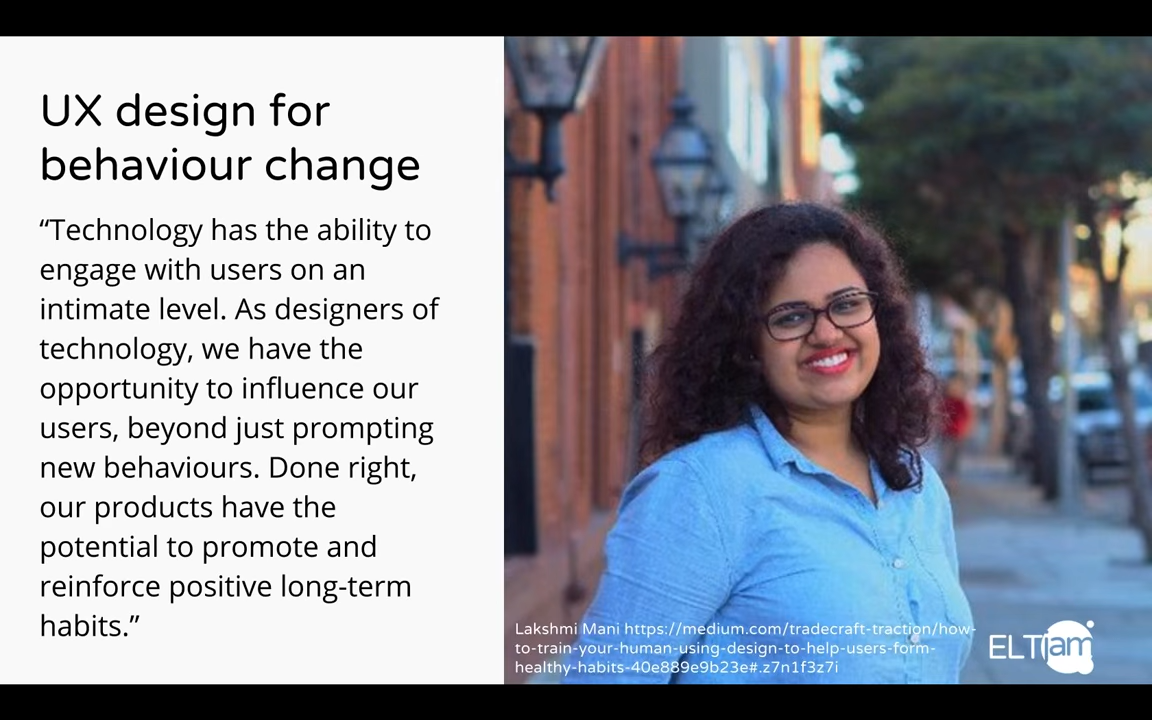 UX design for
behaviour change
“Technology has the ability to
engage with users on an
intimate level. As designers of
technology, we have the
opportunity to influence our
users, beyond just prompting
new behaviours. Done right,
our products have the
potential to promote and
reinforce positive long-term
habits.”
Lakshmi Mani https://medium.com/tradecraft-traction/how-
to-train-your-human-using-design-to-help-users-form-
healthy-habits-40e889e9b23e#.z7n1f3z7i
ELTjam